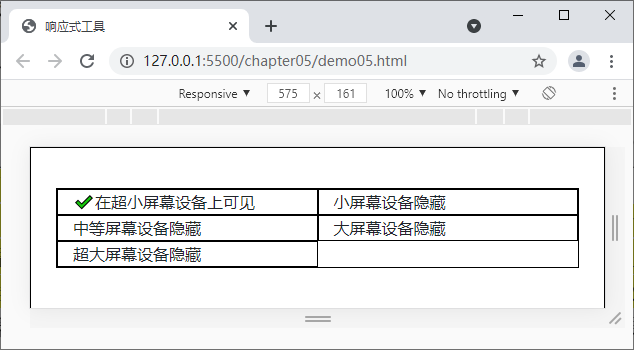 响应式工具
127.0.0.1:5500/chapter05/demo05.html
Responsive 575 × 161 100% No throttling
在超小屏幕设备上可见 小屏幕设备隐藏
中等屏幕设备隐藏 大屏幕设备隐藏
超大屏幕设备隐藏